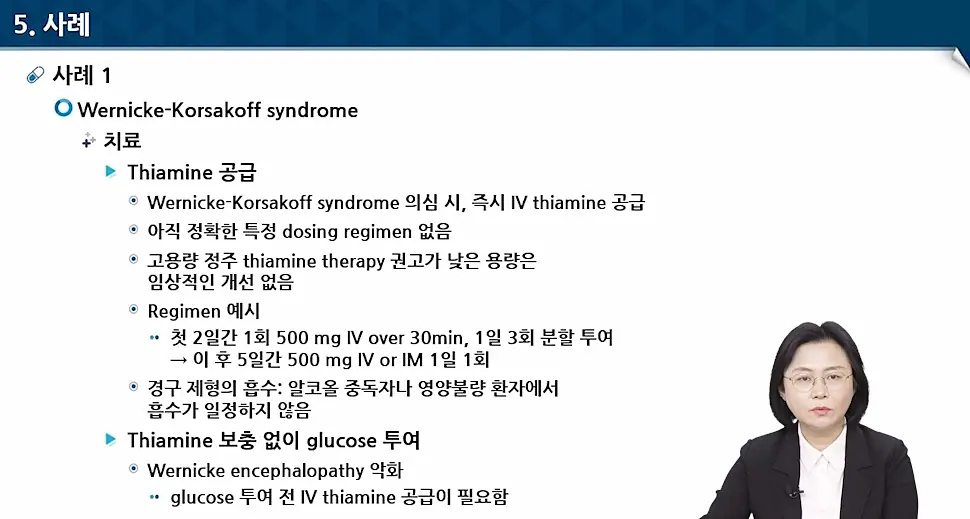 5. 사례
사례 1
Wernicke-Korsakoff syndrome
치료
Thiamine 공급
Wernicke-Korsakoff syndrome 의심 시, 즉시 IV thiamine 공급
아직 정확한 특정 dosing regimen 없음
고용량 정주 thiamine therapy 권고가 낮은 용량은
임상적인 개선 없음
Regimen 예시
첫 2일간 1회 500 mg IV over 30min, 1일 3회 분할 투여
→ 이 후 5일간 500 mg IV or IM 1일 1회
경구 제형의 흡수: 알코올 중독자나 영양불량 환자에서
흡수가 일정하지 않음
Thiamine 보충 없이 glucose 투여
Wernicke encephalopathy 악화
glucose 투여 전 IV thiamine 공급이 필요함